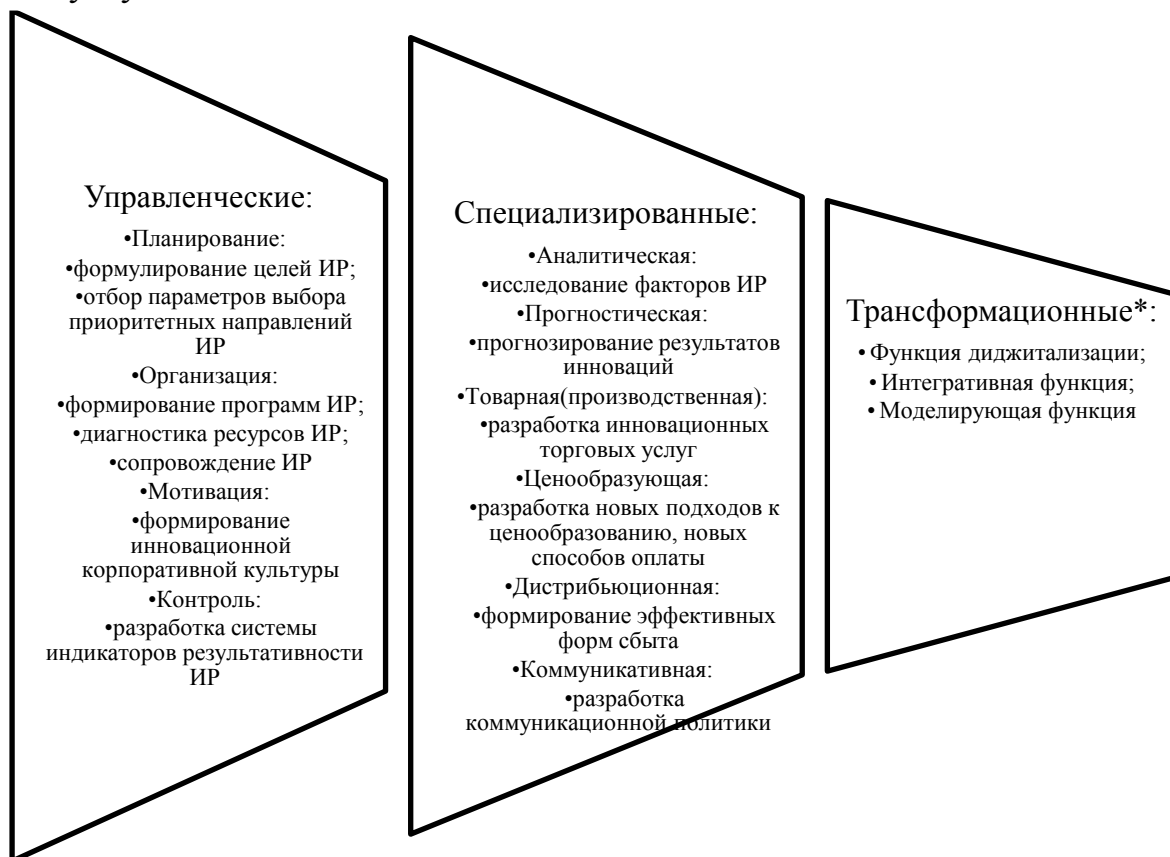 Управленческие:
•Планирование:
•формулирование целей ИР;
•отбор параметров выбора
приоритетных направлений
ИР
•Организация:
•формирование программ ИР;
•диагностика ресурсов ИР;
•сопровождение ИР
•Мотивация:
•формирование
инновационной
корпоративной культуры
•Контроль:
•разработка системы
индикаторов результативности
ИР
Специализированные:
•Аналитическая:
•исследование факторов ИР
•Прогностическая:
•прогнозирование результатов
инноваций
•Товарная(производственная):
•разработка инновационных
торговых услуг
•Ценообразующая:
•разработка новых подходов к
ценообразованию, новых
способов оплаты
•Дистрибьюционная:
•формирование эффективных
форм сбыта
•Коммуникативная:
•разработка
коммуникационной политики
Трансформационные*:
• Функция диджитализации;
• Интегративная функция;
• Моделирующая функция